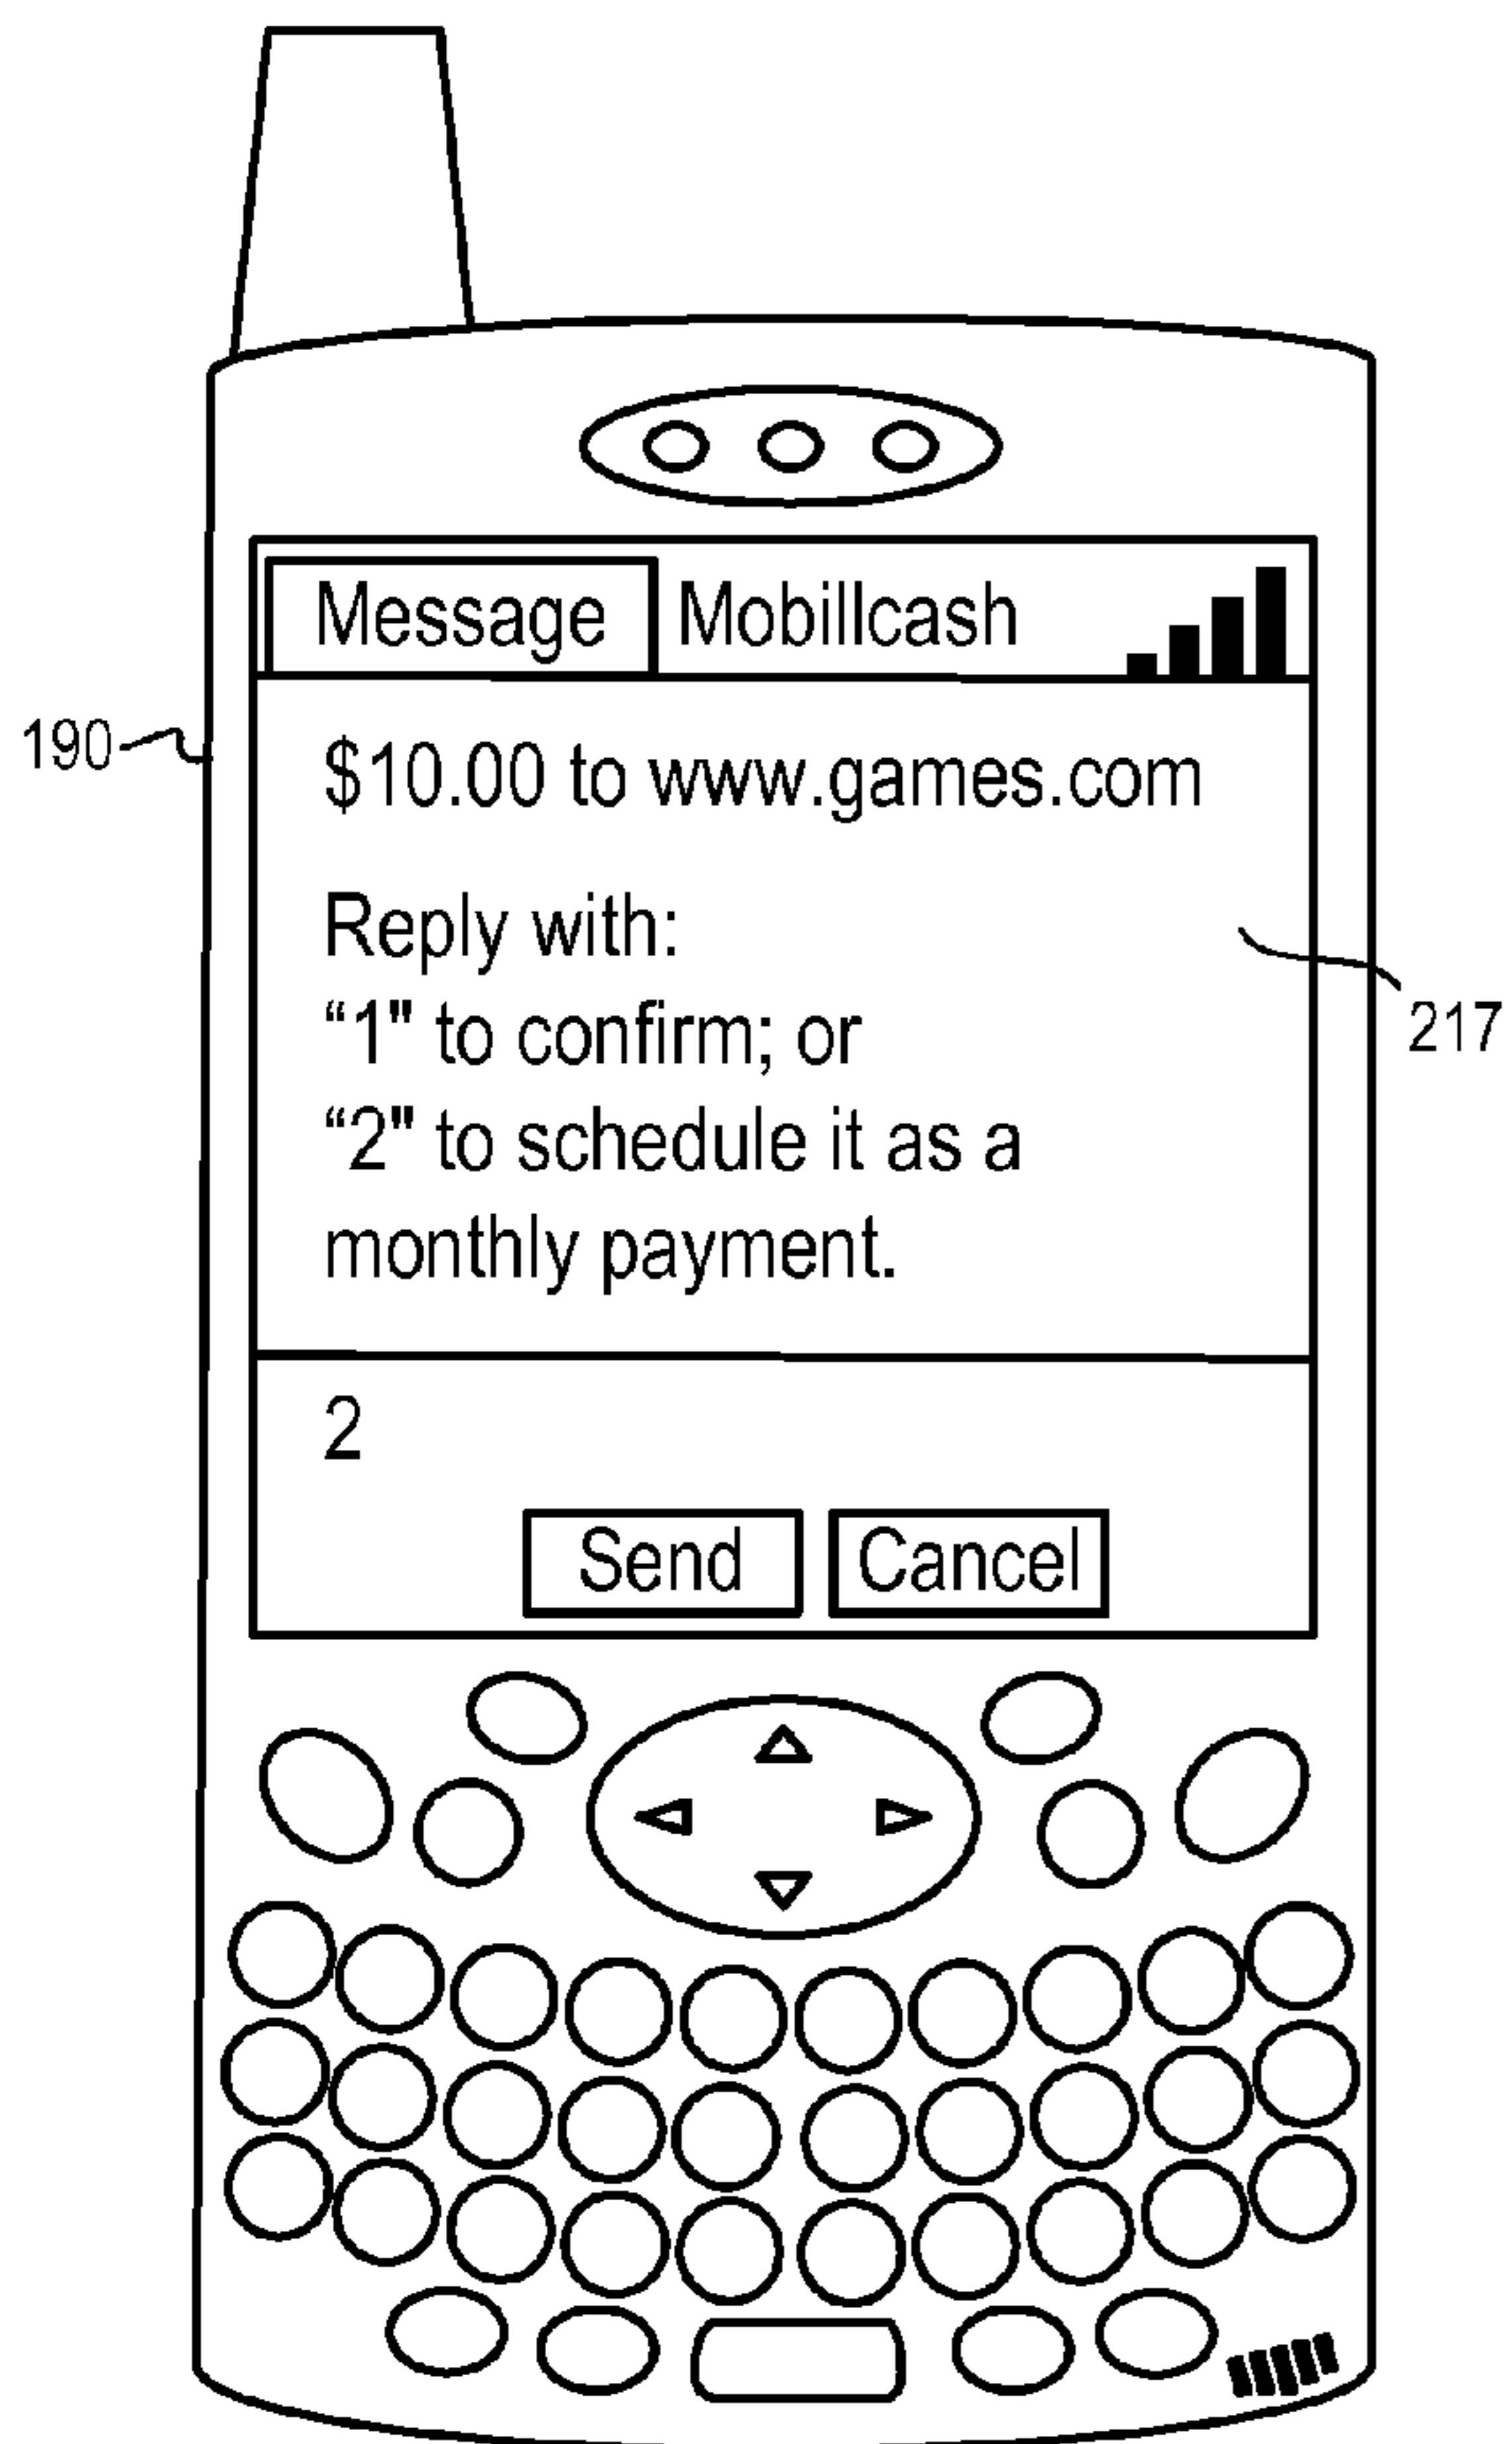 Message Mobillcash
190
$10.00 to www.games.com
Reply with:
“1" to confirm; or
217
“2" to schedule it as a
monthly payment.
2
Send Cancel